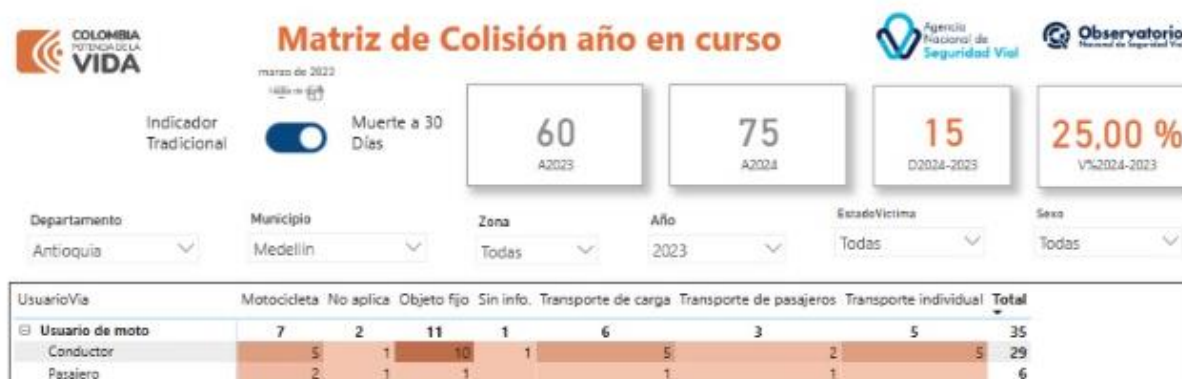 COLOMBIA
POTENCIA DE LA
VIDA
Matriz de Colisión año en curso
Agencia
Nacional de
Seguridad Vial
Observatorio
Nacional de Seguridad Vial
marzo de 2022
Indicador
Tradicional
Muerte a 30
Días
60
A2023
75
A2024
15
D2024-2023
25,00 %
V%2024-2023
Departamento
Antioquia
Municipio
Medellín
Zona
Todas
Año
2023
EstadoVictima
Todas
Sexo
Todas
UsuarioVia Motocicleta No aplica Objeto fijo Sin info. Transporte de carga Transporte de pasajeros Transporte individual Total
Usuario de moto 7 2 11 1 6 3 5 35
Conductor 5 1 10 1 5 2 5 29
Pasajero 2 1 1 1 1 6